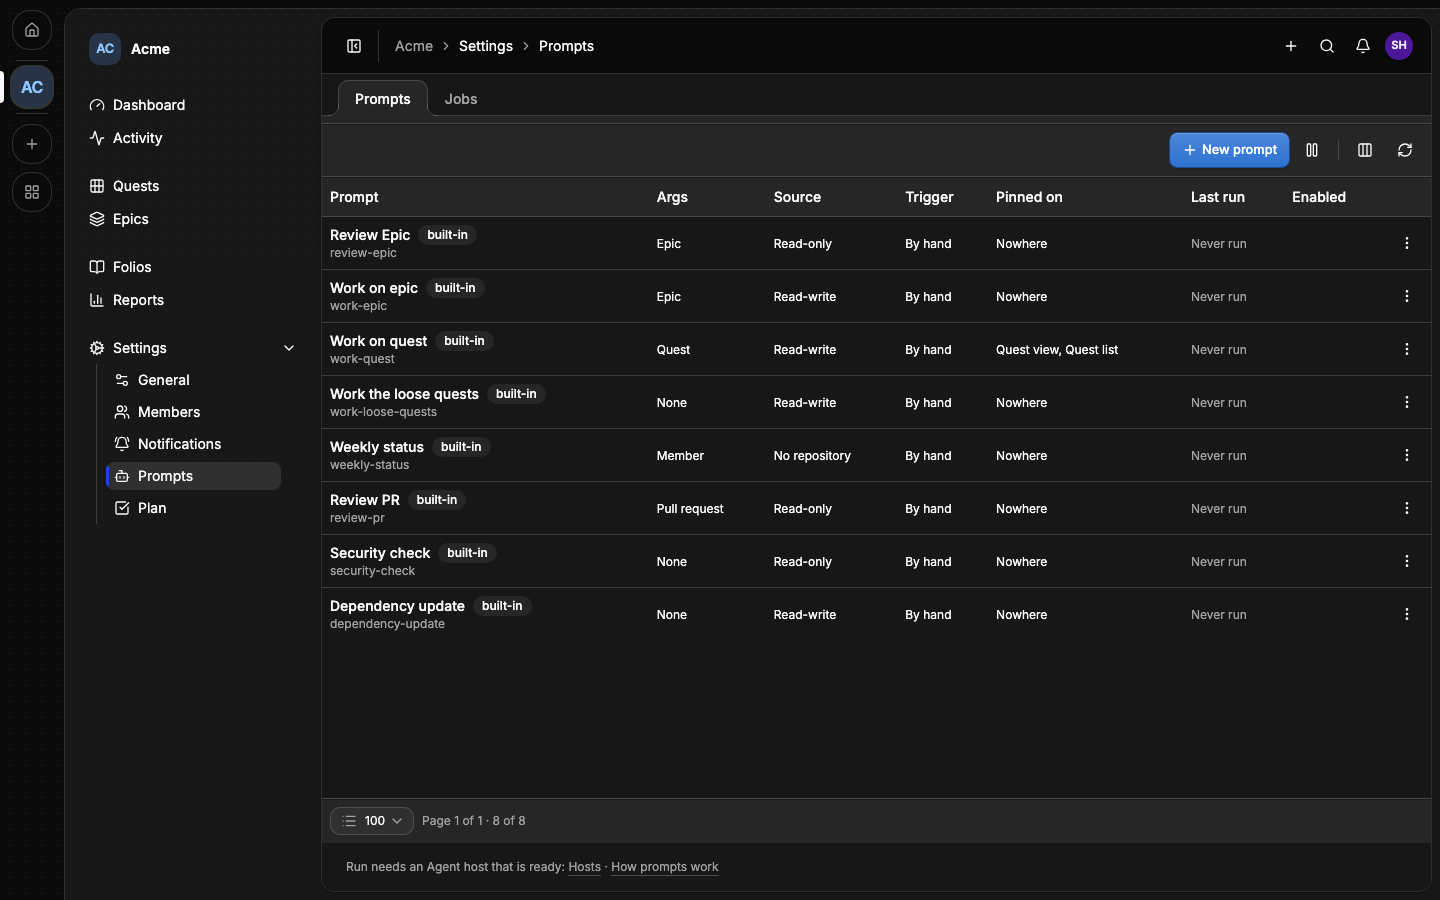 AC Acme
Acme > Settings > Prompts
SH
AC
Dashboard
Activity
Quests
Epics
Folios
Reports
Settings
General
Members
Notifications
Prompts
Plan
Prompts Jobs
+ New prompt
Prompt Args Source Trigger Pinned on Last run Enabled
Review Epic built-in
review-epic
Epic Read-only By hand Nowhere Never run
Work on epic built-in
work-epic
Epic Read-write By hand Nowhere Never run
Work on quest built-in
work-quest
Quest Read-write By hand Quest view, Quest list Never run
Work the loose quests built-in
work-loose-quests
None Read-write By hand Nowhere Never run
Weekly status built-in
weekly-status
Member No repository By hand Nowhere Never run
Review PR built-in
review-pr
Pull request Read-only By hand Nowhere Never run
Security check built-in
security-check
None Read-only By hand Nowhere Never run
Dependency update built-in
dependency-update
None Read-write By hand Nowhere Never run
100 Page 1 of 1 · 8 of 8
Run needs an Agent host that is ready: Hosts · How prompts work